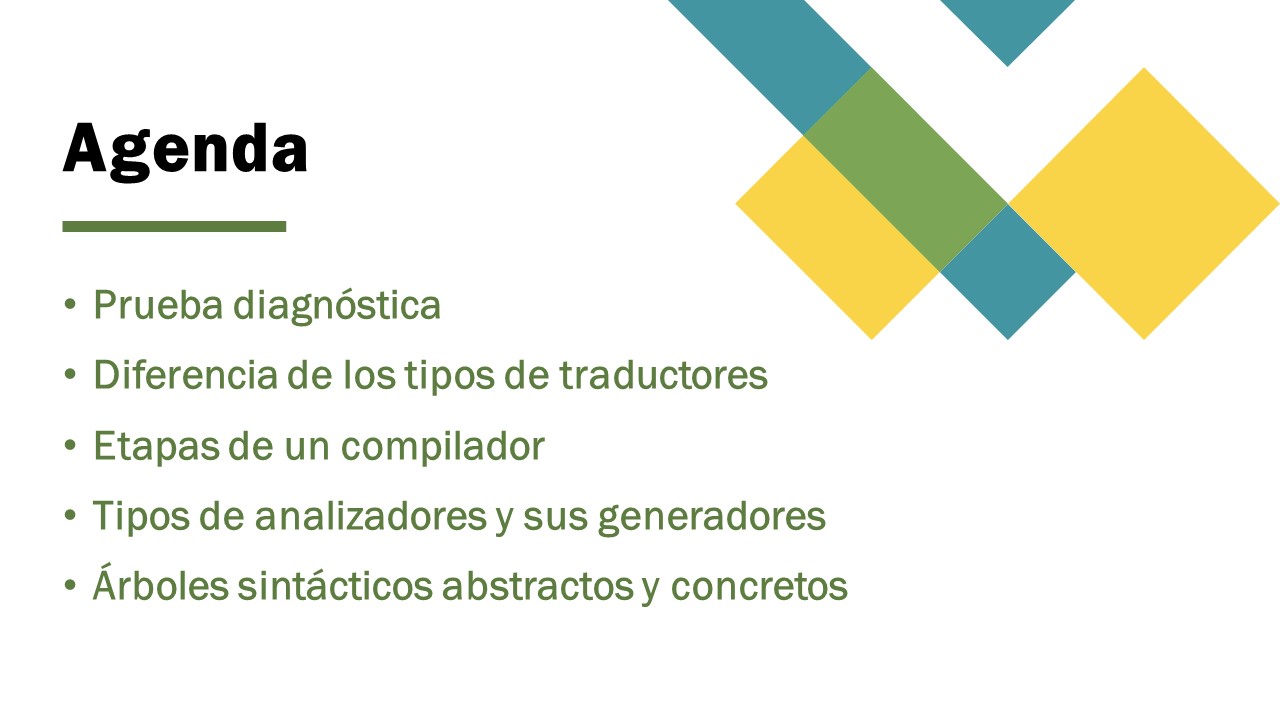 Agenda
• Prueba diagnóstica
• Diferencia de los tipos de traductores
• Etapas de un compilador
• Tipos de analizadores y sus generadores
• Árboles sintácticos abstractos y concretos